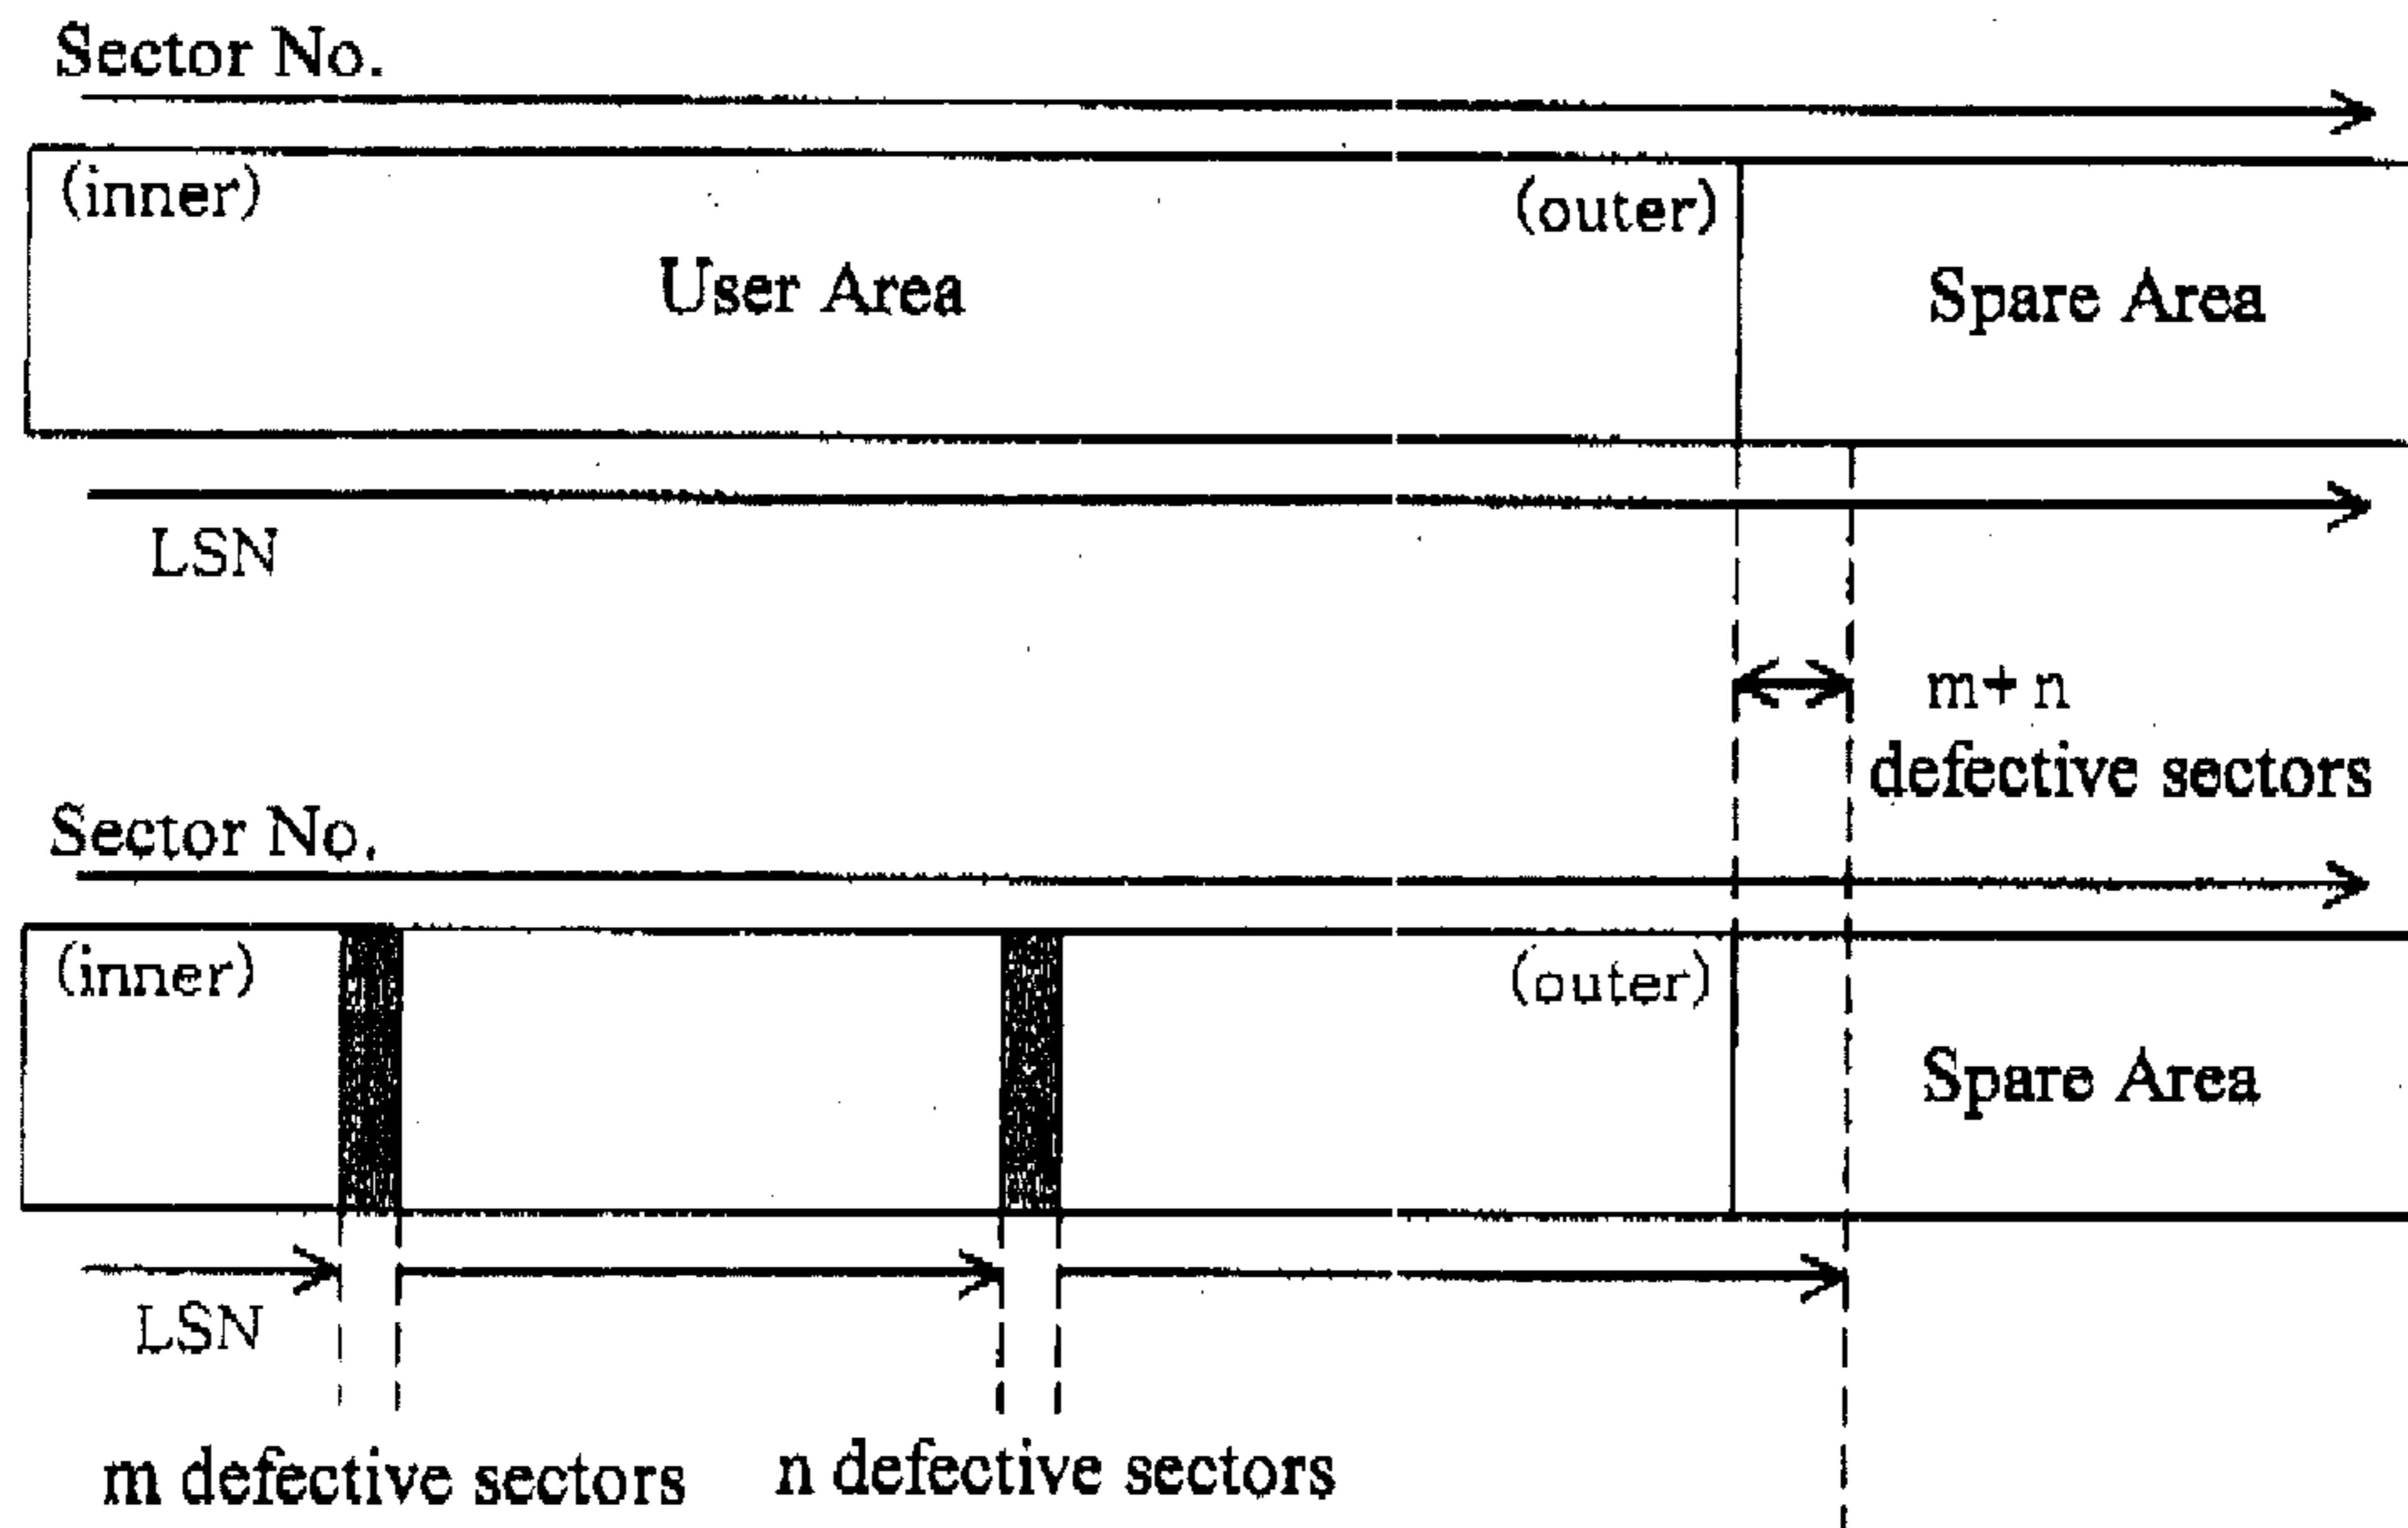 Sector No.
(inner)
(outer)
User Area
Spare Area
LSN
m+n
defective sectors
Sector No.
(inner)
(outer)
Spare Area
LSN
m defective sectors
n defective sectors